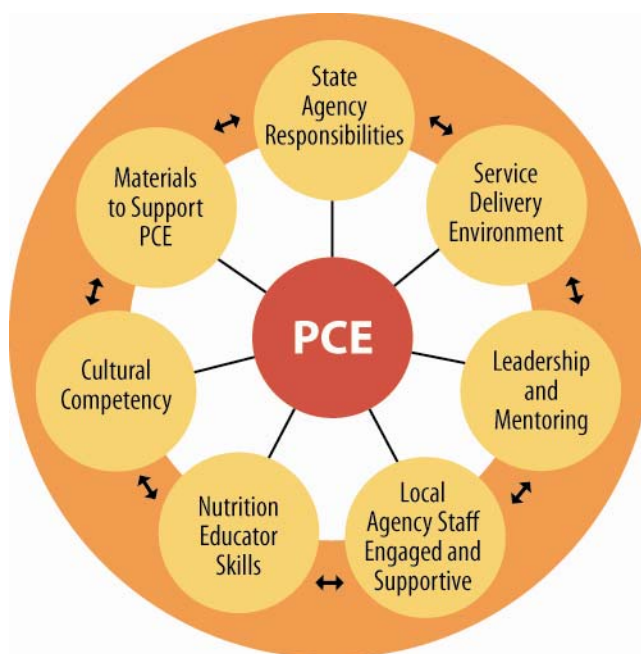 State
Agency
Responsibilities
Service
Delivery
Environment
Leadership
and
Mentoring
Local
Agency Staff
Engaged and
Supportive
Nutrition
Educator
Skills
Cultural
Competency
Materials
to Support
PCE
PCE